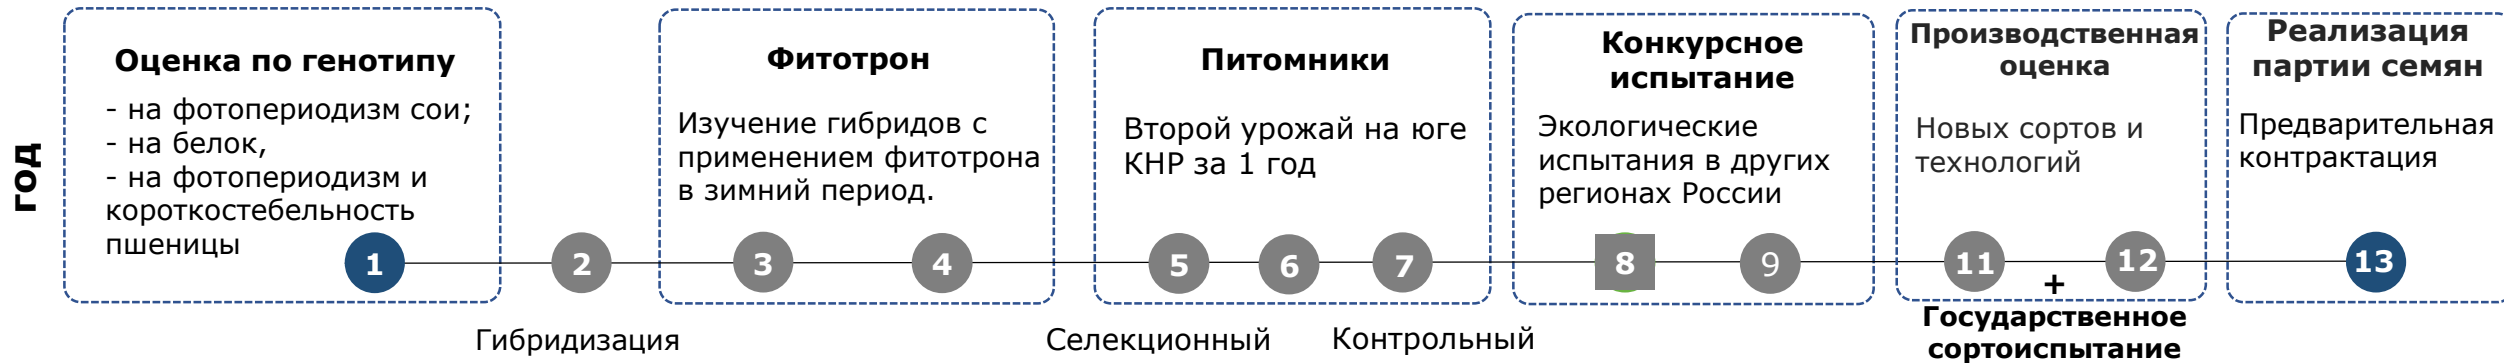 год
Оценка по генотипу
- на фотопериодизм сои;
- на белок,
- на фотопериодизм и
короткостебельность
пшеницы
Фитотрон
Изучение гибридов с
применением фитотрона
в зимний период.
Питомники
Второй урожай на юге
КНР за 1 год
Конкурсное
испытание
Экологические
испытания в других
регионах России
Производственная
оценка
Новых сортов и
технологий
Реализация
партии семян
Предварительная
контрактация
1
2
3
4
5
6
7
8
9
11
12
13
+
Гибридизация
Селекционный
Контрольный
Государственное
сортоиспытание